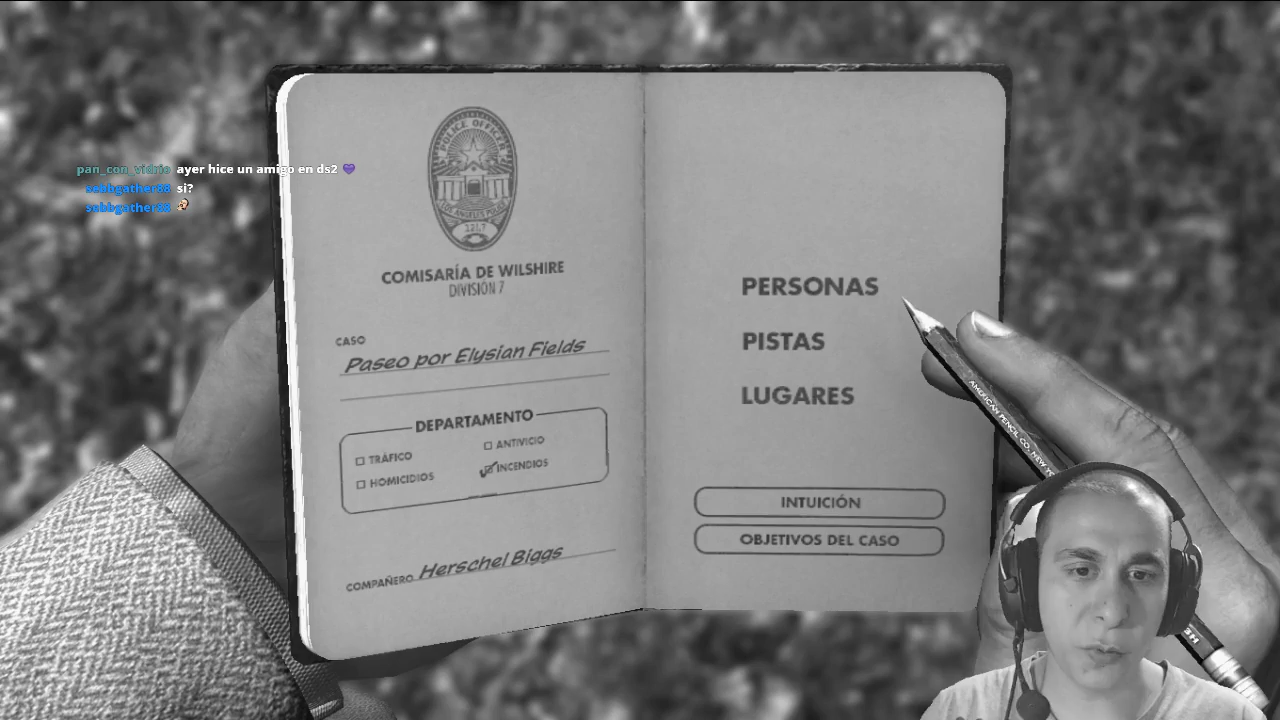 pan_con_vidrio ayer hice un amigo en ds2
sebbgather88 si?
sebbgather88
POLICE OFFICER
LOS ANGELES POLICE
COMISARÍA DE WILSHIRE
DIVISIÓN 7
CASO
Paseo por Elysian Fields
DEPARTAMENTO
TRÁFICO
ANTIVICIO
HOMICIDIOS
INCENDIOS
COMPAÑERO Herschel Biggs
PERSONAS
PISTAS
LUGARES
INTUICIÓN
OBJETIVOS DEL CASO
AMERICAN PENCIL CO. NEW YO